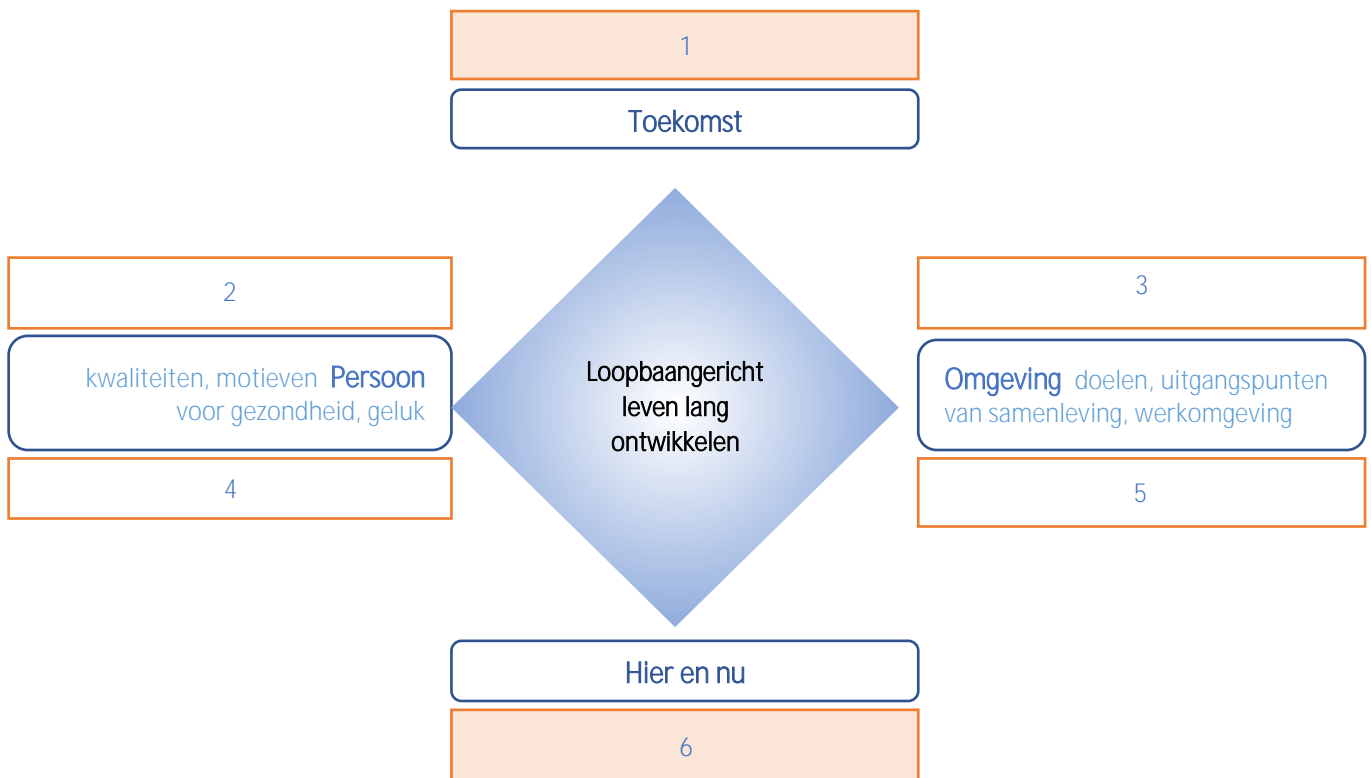 1
Toekomst
2
3
kwaliteiten, motieven Persoon
voor gezondheid, geluk
Loopbaangericht
leven lang
ontwikkelen
Omgeving doelen, uitgangspunten
van samenleving, werkomgeving
4
5
Hier en nu
6